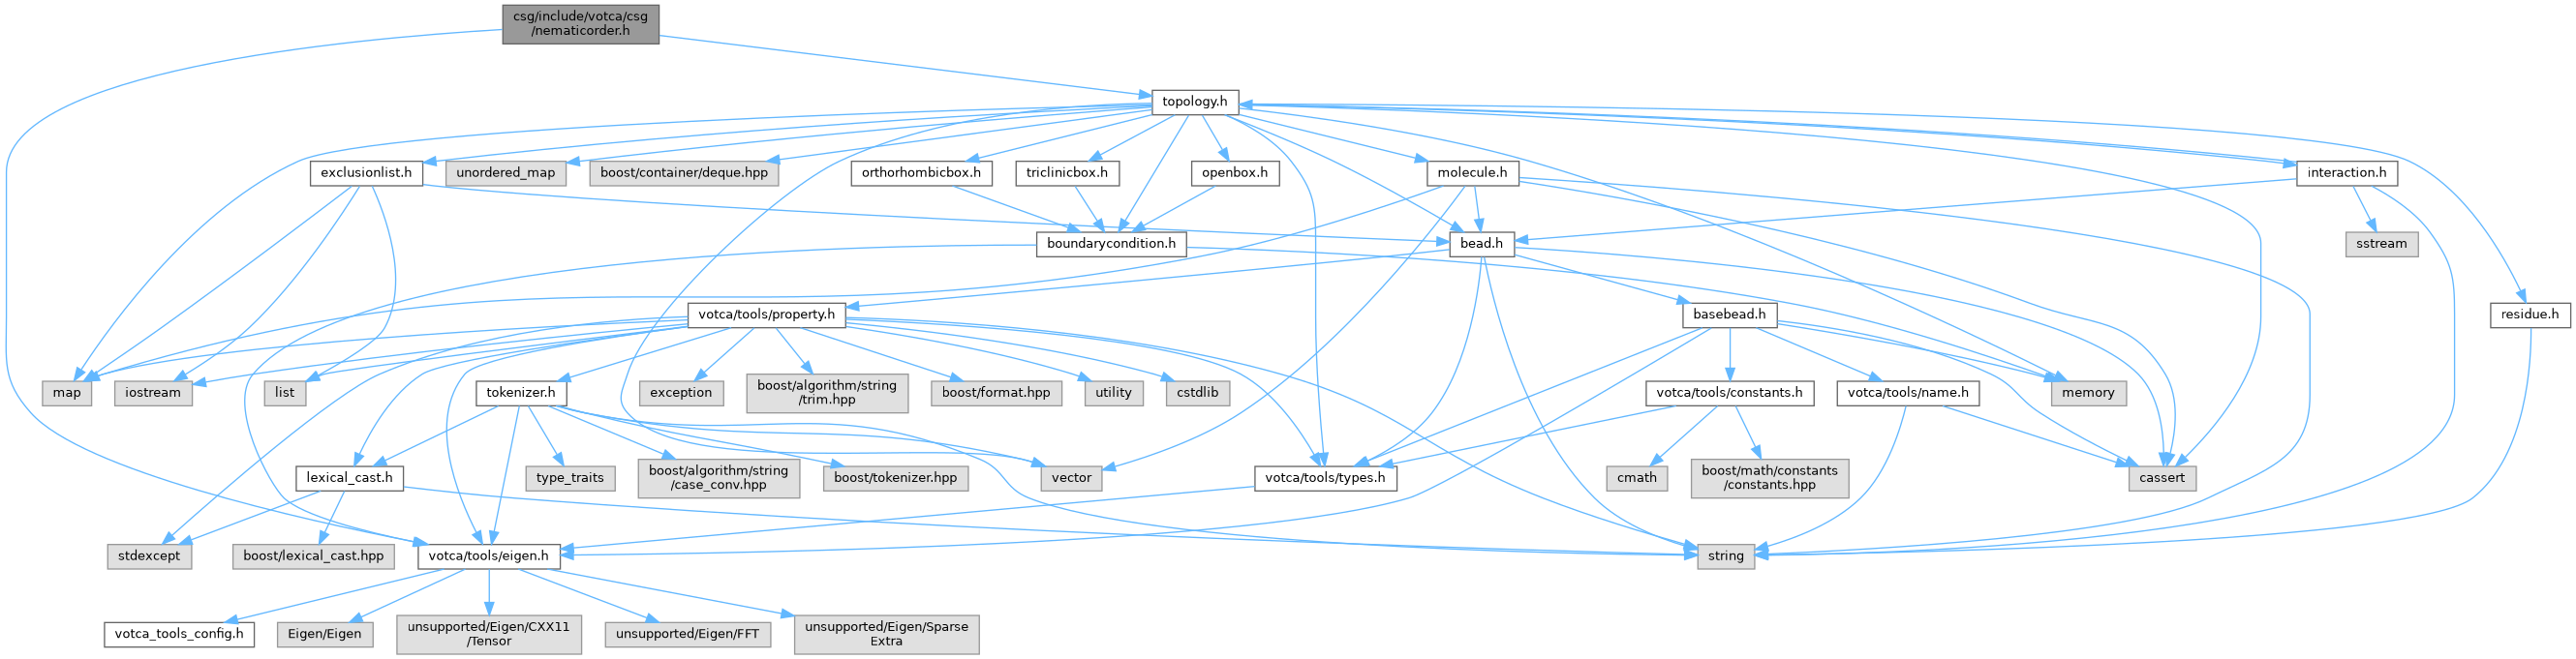 csg/include/votca/csg
/nematicorder.h
topology.h
exclusionlist.h
unordered_map
boost/container/deque.hpp
orthorhombicbox.h
triclinicbox.h
openbox.h
molecule.h
interaction.h
boundarycondition.h
bead.h
sstream
votca/tools/property.h
basebead.h
residue.h
map
iostream
list
tokenizer.h
exception
boost/algorithm/string
/trim.hpp
boost/format.hpp
utility
cstdlib
votca/tools/constants.h
votca/tools/name.h
memory
lexical_cast.h
type_traits
boost/algorithm/string
/case_conv.hpp
boost/tokenizer.hpp
vector
votca/tools/types.h
cmath
boost/math/constants
/constants.hpp
cassert
stdexcept
boost/lexical_cast.hpp
votca/tools/eigen.h
string
votca_tools_config.h
Eigen/Eigen
unsupported/Eigen/CXX11
/Tensor
unsupported/Eigen/FFT
unsupported/Eigen/Sparse
Extra